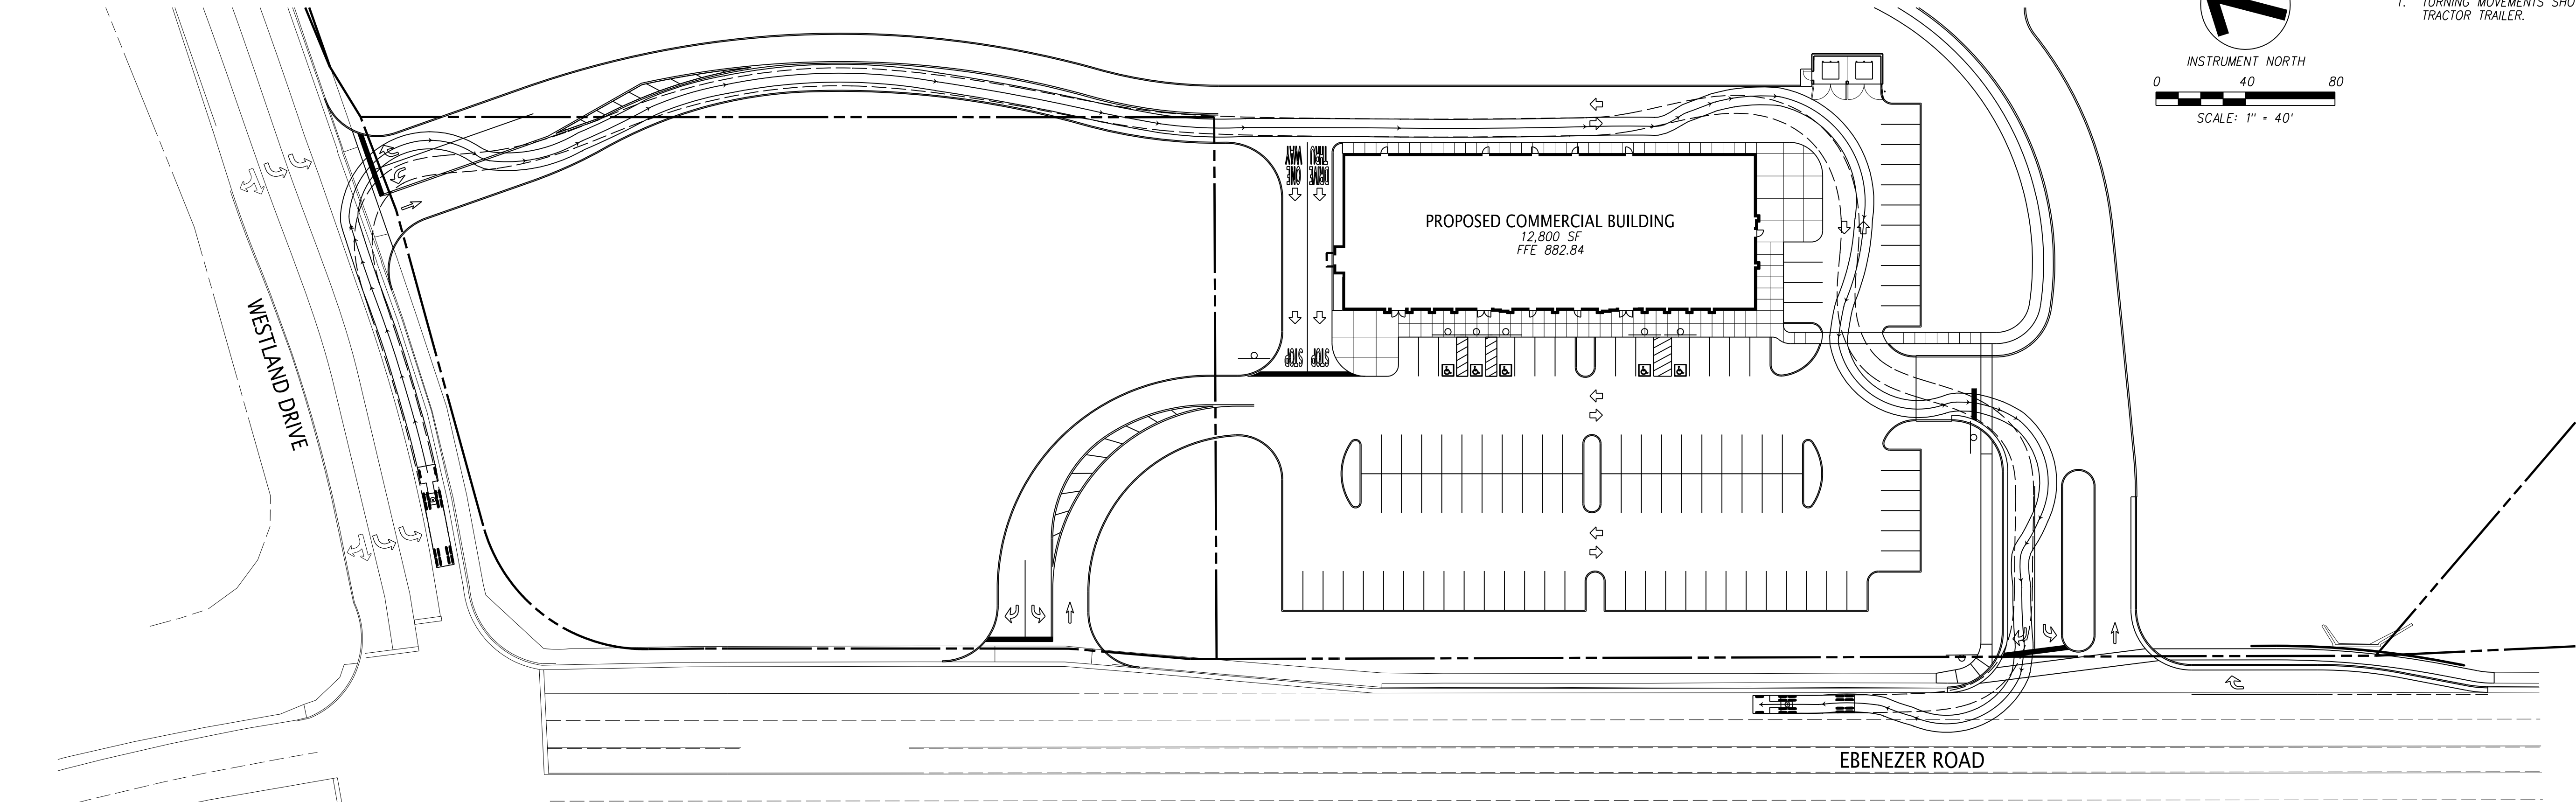 1. TURNING MOVEMENTS SHO
TRACTOR TRAILER.
INSTRUMENT NORTH
0 40 80
SCALE: 1" = 40'
WAY THRU
ONE DRIVE
PROPOSED COMMERCIAL BUILDING
12,800 SF
FFE 882.84
STOP STOP
WESTLAND DRIVE
EBENEZER ROAD